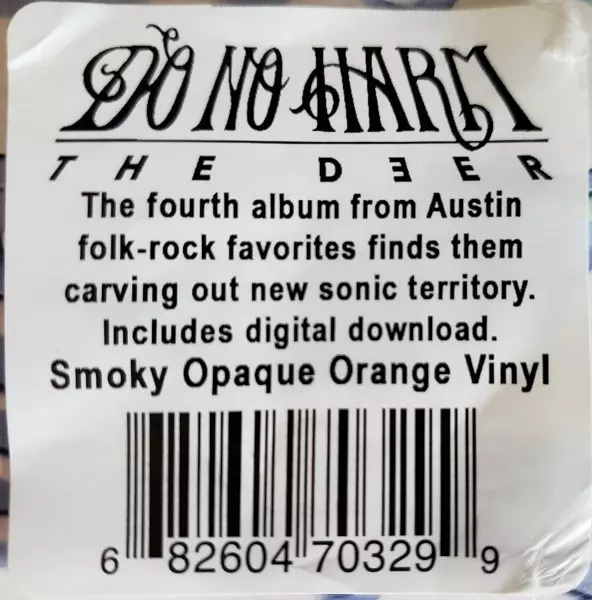 DO NO HARM
THE DƎER
The fourth album from Austin
folk-rock favorites finds them
carving out new sonic territory.
Includes digital download.
Smoky Opaque Orange Vinyl
6 82604 70329 9